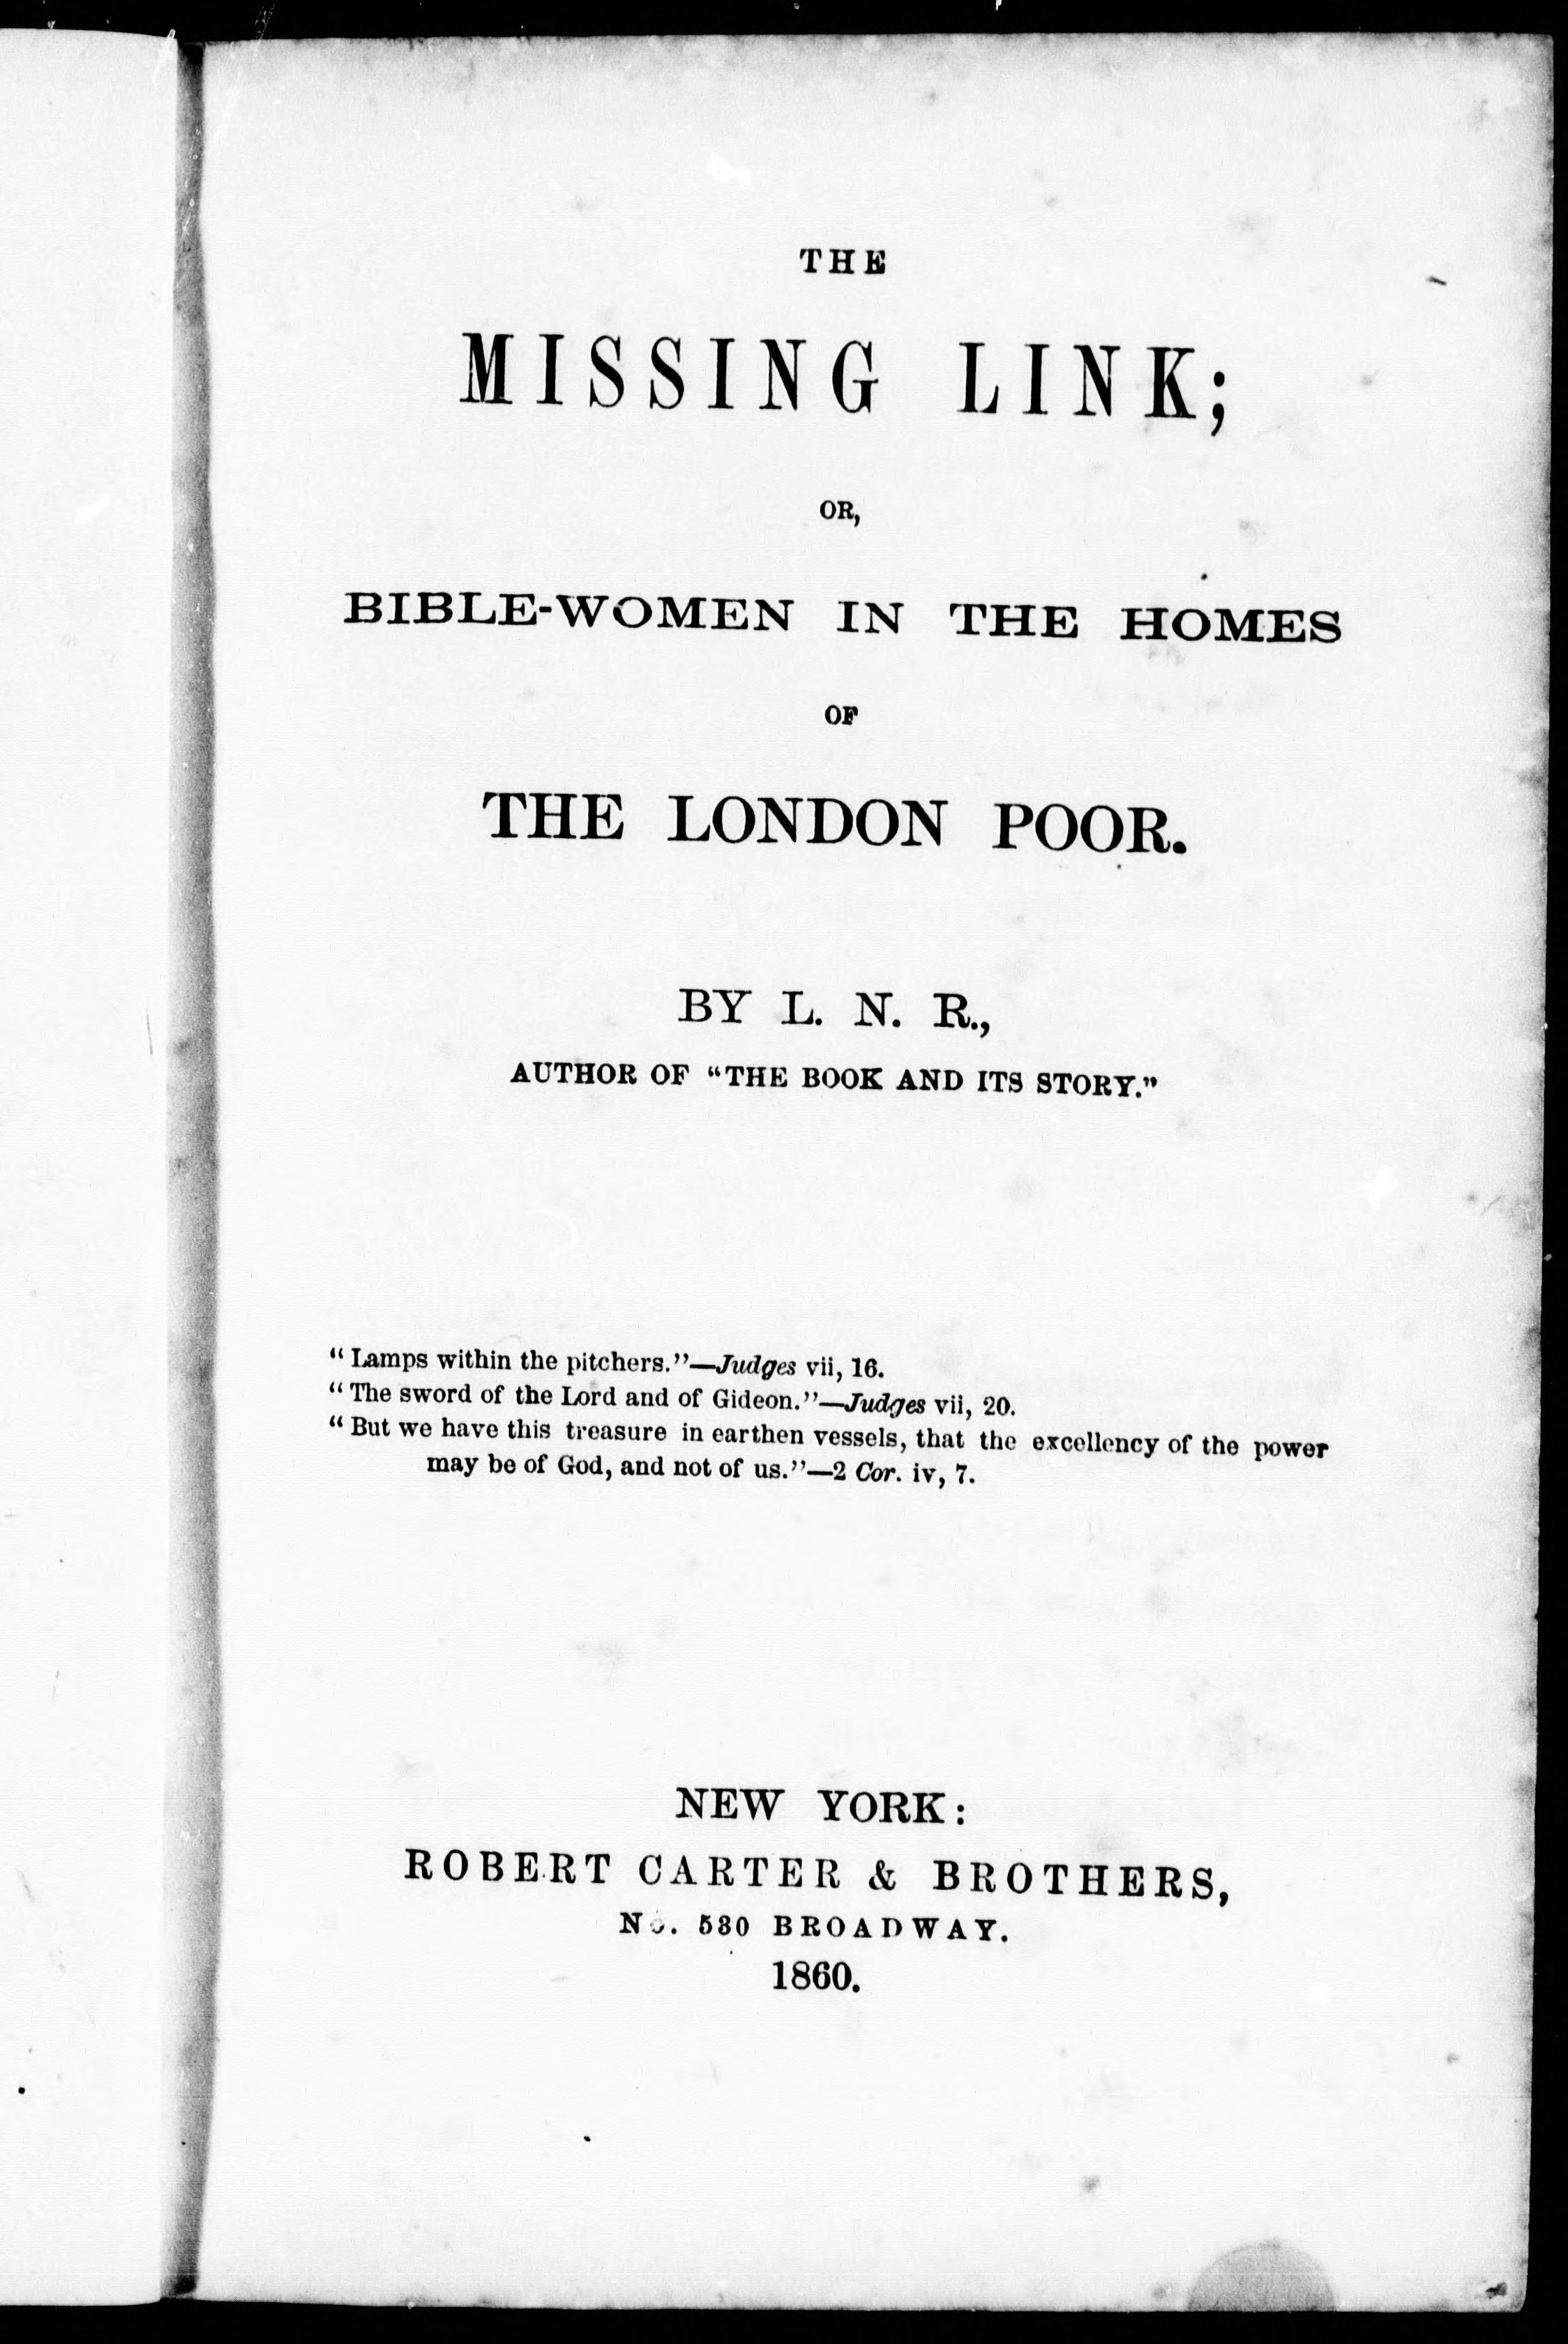 THE
MISSING LINK;
OR,
BIBLE-WOMEN IN THE HOMES
OF
THE LONDON POOR.
BY L. N. R.,
AUTHOR OF "THE BOOK AND ITS STORY."
"Lamps within the pitchers."—Judges vii, 16.
"The sword of the Lord and of Gideon."—Judges vii, 20.
"But we have this treasure in earthen vessels, that the excellency of the power
may be of God, and not of us."—2 Cor. iv, 7.
NEW YORK:
ROBERT CARTER & BROTHERS,
No. 530 BROADWAY.
1860.